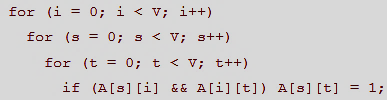 for (i = 0; i < V; i++)
for (s = 0; s < V; s++)
for (t = 0; t < V; t++)
if (A[s][i] && A[i][t]) A[s][t] = 1;